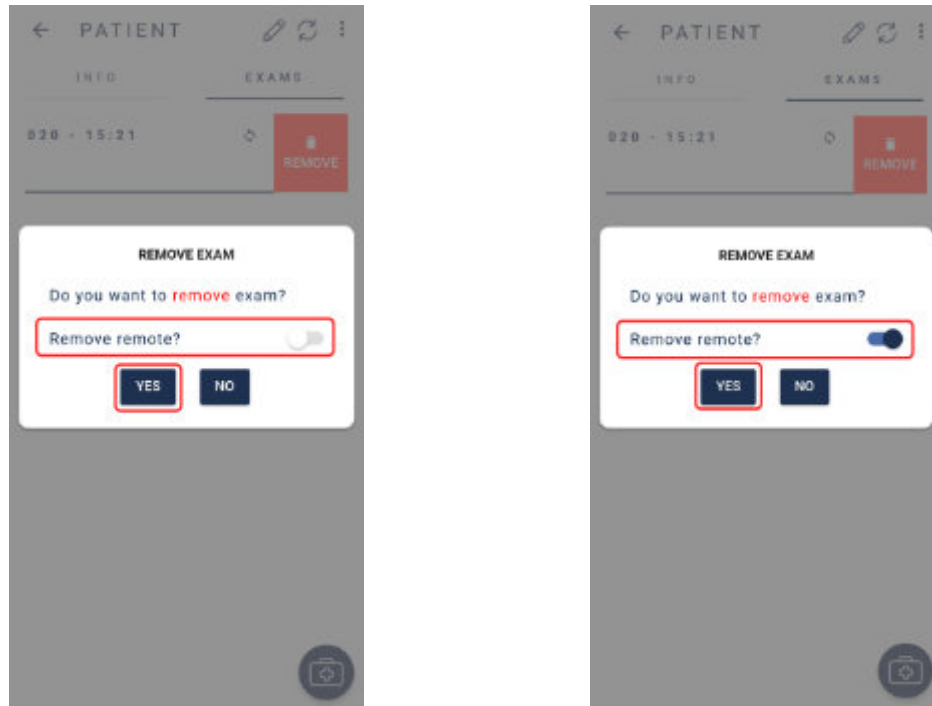 PATIENT
INFO EXAMS
020 - 15:21
REMOVE
REMOVE EXAM
Do you want to remove exam?
Remove remote?
YES NO
PATIENT
INFO EXAMS
020 - 15:21
REMOVE
REMOVE EXAM
Do you want to remove exam?
Remove remote?
YES NO